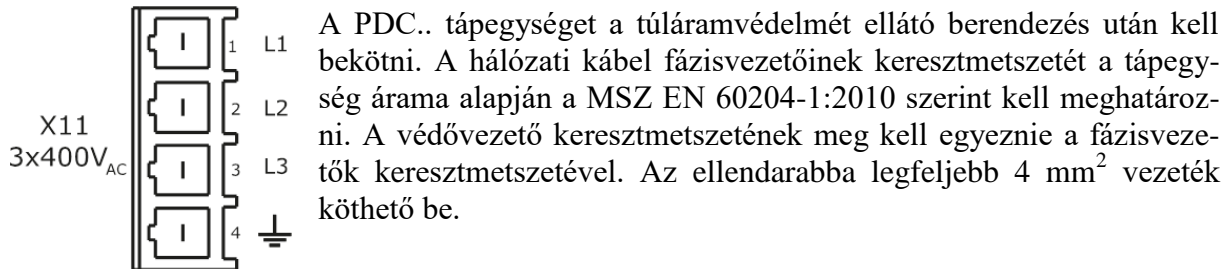 X11
3x400V_AC
1 L1
2 L2
3 L3
4
A PDC.. tápegységet a túláramvédelmét ellátó berendezés után kell
bekötni. A hálózati kábel fázisvezetőinek keresztmetszetét a tápegy-
ség árama alapján a MSZ EN 60204-1:2010 szerint kell meghatároz-
ni. A védővezető keresztmetszetének meg kell egyeznie a fázisveze-
tők keresztmetszetével. Az ellendarabba legfeljebb 4 mm² vezeték
köthető be.